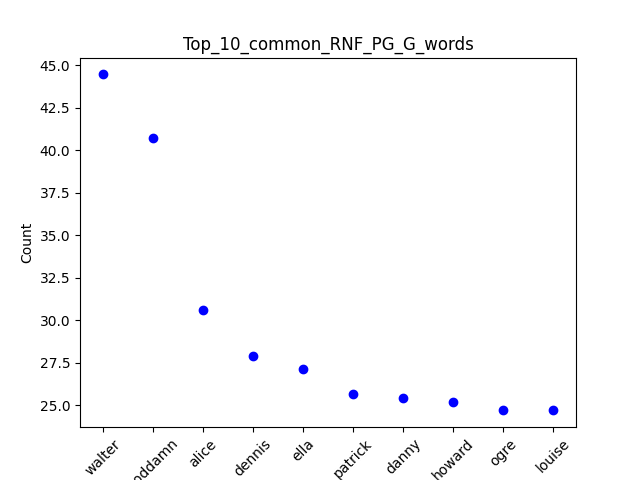 Top_10_common_RNF_PG_G_words
45.0
42.5
40.0
37.5
35.0
32.5
30.0
27.5
25.0
Count
walter
oddamn
alice
dennis
ella
patrick
danny
howard
ogre
louise